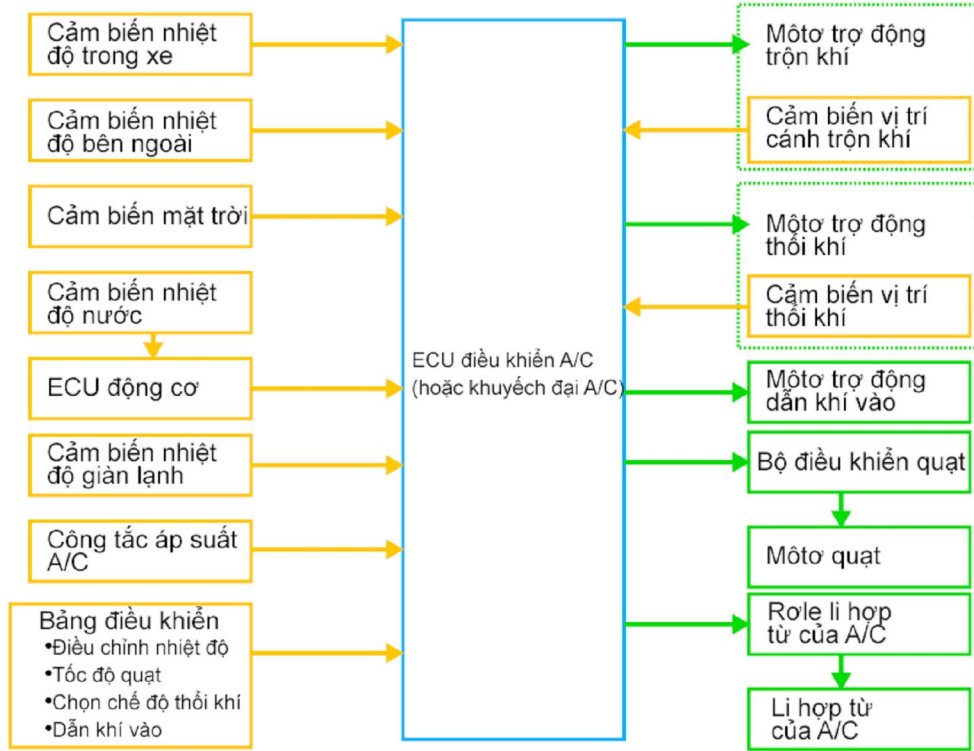 Cảm biến nhiệt
độ trong xe
Cảm biến nhiệt
độ bên ngoài
Cảm biến mặt trời
Cảm biến nhiệt
độ nước
ECU động cơ
Cảm biến nhiệt
độ giàn lạnh
Công tắc áp suất
A/C
Bảng điều khiển
•Điều chỉnh nhiệt độ
•Tốc độ quạt
•Chọn chế độ thổi khí
•Dẫn khí vào
ECU điều khiển A/C
(hoặc khuyếch đại A/C)
Môtơ trợ động
trộn khí
Cảm biến vị trí
cánh trộn khí
Môtơ trợ động
thổi khí
Cảm biến vị trí
thổi khí
Môtơ trợ động
dẫn khí vào
Bộ điều khiển quạt
Môtơ quạt
Rơle li hợp
từ của A/C
Li hợp từ
của A/C